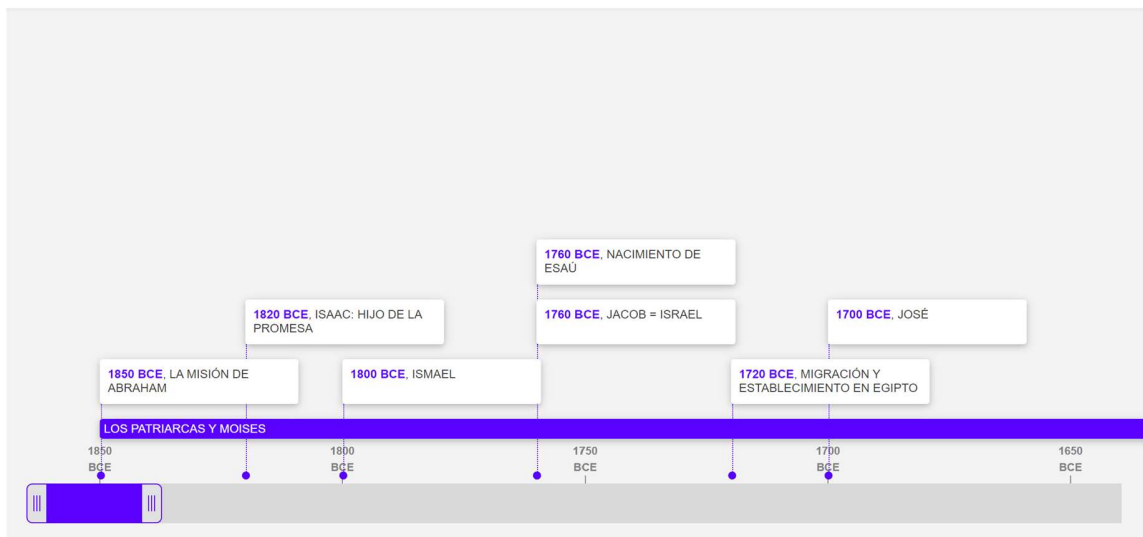 1760 BCE, NACIMIENTO DE
ESAÚ
1820 BCE, ISAAC: HIJO DE LA
PROMESA
1760 BCE, JACOB = ISRAEL
1700 BCE, JOSÉ
1850 BCE, LA MISIÓN DE
ABRAHAM
1800 BCE, ISMAEL
1720 BCE, MIGRACIÓN Y
ESTABLECIMIENTO EN EGIPTO
LOS PATRIARCAS Y MOISES
1850
BCE
1800
BCE
1750
BCE
1700
BCE
1650
BCE